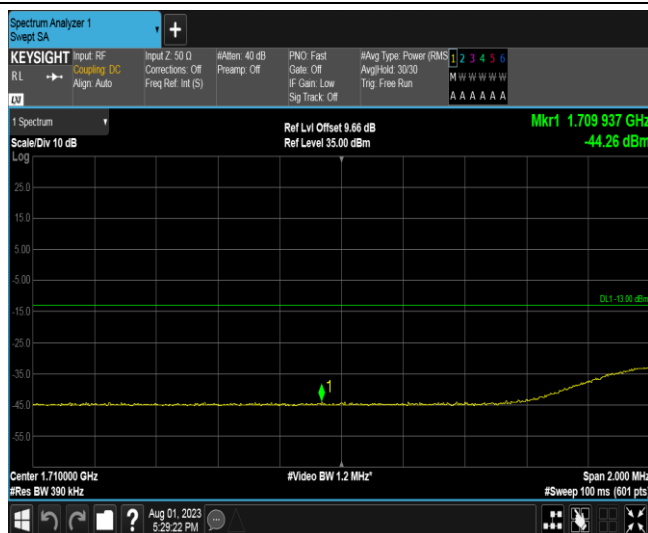 Spectrum Analyzer 1
Swept SA
KEYSIGHT
RL
LXI
Input: RF
Coupling: DC
Align: Auto
Input Z: 50 Ω
Corrections: Off
Freq Ref: Int (S)
#Atten: 40 dB
Preamp: Off
PNO: Fast
Gate: Off
IF Gain: Low
Sig Track: Off
#Avg Type: Power (RMS
Avg|Hold: 30/30
Trig: Free Run
1 2 3 4 5 6
M W W W W W
A A A A A A
1 Spectrum
Scale/Div 10 dB
Log
Ref Lvl Offset 9.66 dB
Ref Level 35.00 dBm
Mkr1 1.709 937 GHz
-44.26 dBm
25.0
15.0
5.00
-5.00
-15.0
-25.0
-35.0
-45.0
-55.0
DL1 -13.00 dBm
1
Center 1.710000 GHz
#Res BW 390 kHz
#Video BW 1.2 MHz*
Span 2.000 MHz
#Sweep 100 ms (601 pts)
?
Aug 01, 2023
5:29:22 PM